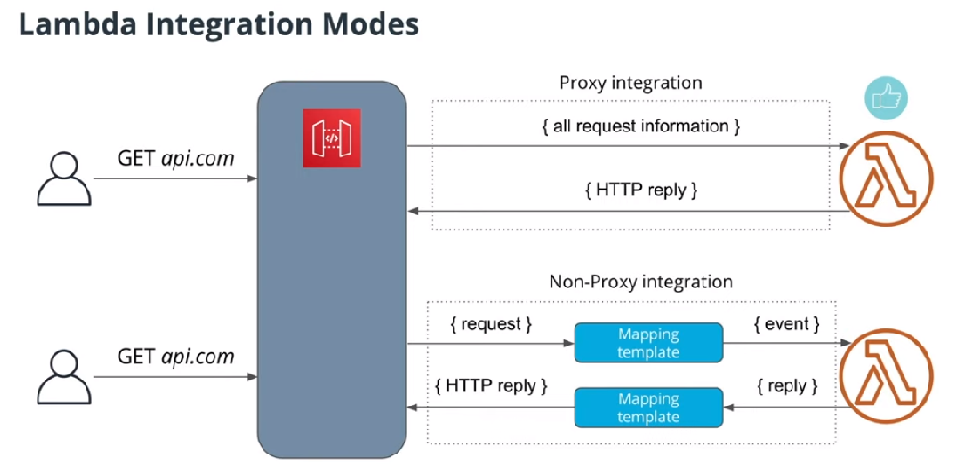 Lambda Integration Modes
Proxy integration
GET api.com
</>
{ all request information }
{ HTTP reply }
Non-Proxy integration
GET api.com
{ request }
Mapping
template
{ event }
{ HTTP reply }
Mapping
template
{ reply }